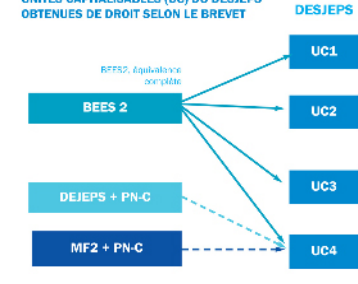 UNITÉS CAPITALISABLES (UC) DU DESJEPS
OBTENUES DE DROIT SELON LE BREVET
DESJEPS
BEES2, équivalence
complète
UC1
BEES 2
UC2
UC3
DEJEPS + PN-C
MF2 + PN-C
UC4